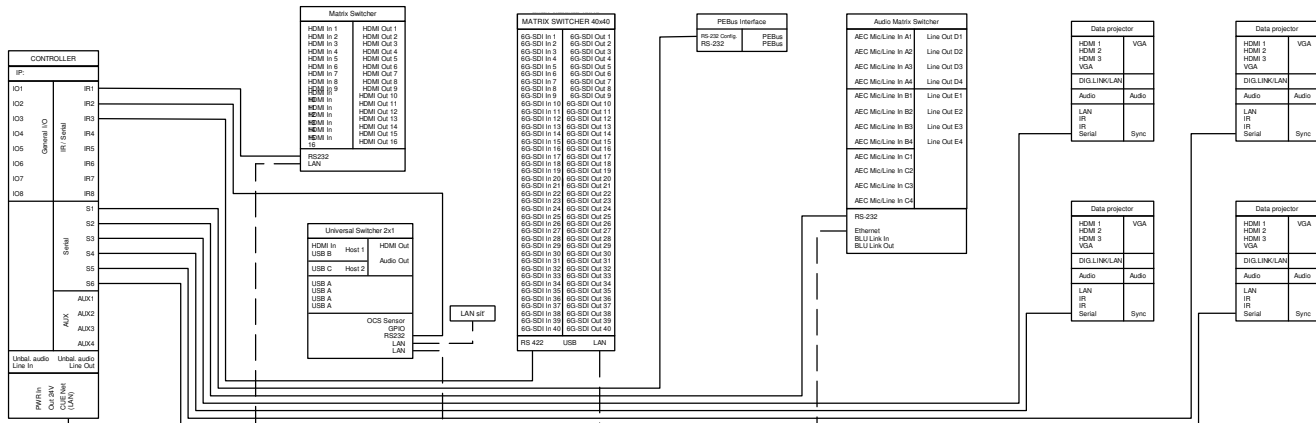 CONTROLLER
IP:
IO1 IR1
IO2 IR2
IO3 IR3
IO4 IR4
IO5 IR5
IO6 IR6
IO7 IR7
IO8 IR8
General I/O
IR / Serial
S1
S2
S3
S4
S5
S6
Serial
AUX1
AUX2
AUX3
AUX4
AUX
Unbal. audio Unbal. audio
Line In Line Out
PWR In
Out 24V
CUE Net
(LAN)
Matrix Switcher
HDMI In 1 HDMI Out 1
HDMI In 2 HDMI Out 2
HDMI In 3 HDMI Out 3
HDMI In 4 HDMI Out 4
HDMI In 5 HDMI Out 5
HDMI In 6 HDMI Out 6
HDMI In 7 HDMI Out 7
HDMI In 8 HDMI Out 8
HDMI In 9 HDMI Out 9
HDMI In HDMI Out 10
HDMI In HDMI Out 11
HDMI In HDMI Out 12
HDMI In HDMI Out 13
HDMI In HDMI Out 14
HDMI In HDMI Out 15
16 HDMI Out 16
RS232
LAN
Universal Switcher 2x1
HDMI In Host 1 HDMI Out
USB B Audio Out
USB C Host 2
USB A
USB A
USB A
USB A
OCS Sensor
GPIO
RS232
LAN
LAN
LAN síť
MATRIX SWITCHER 40x40
6G-SDI In 1 6G-SDI Out 1
6G-SDI In 2 6G-SDI Out 2
6G-SDI In 3 6G-SDI Out 3
6G-SDI In 4 6G-SDI Out 4
6G-SDI In 5 6G-SDI Out 5
6G-SDI In 6 6G-SDI Out 6
6G-SDI In 7 6G-SDI Out 7
6G-SDI In 8 6G-SDI Out 8
6G-SDI In 9 6G-SDI Out 9
6G-SDI In 10 6G-SDI Out 10
6G-SDI In 11 6G-SDI Out 11
6G-SDI In 12 6G-SDI Out 12
6G-SDI In 13 6G-SDI Out 13
6G-SDI In 14 6G-SDI Out 14
6G-SDI In 15 6G-SDI Out 15
6G-SDI In 16 6G-SDI Out 16
6G-SDI In 17 6G-SDI Out 17
6G-SDI In 18 6G-SDI Out 18
6G-SDI In 19 6G-SDI Out 19
6G-SDI In 20 6G-SDI Out 20
6G-SDI In 21 6G-SDI Out 21
6G-SDI In 22 6G-SDI Out 22
6G-SDI In 23 6G-SDI Out 23
6G-SDI In 24 6G-SDI Out 24
6G-SDI In 25 6G-SDI Out 25
6G-SDI In 26 6G-SDI Out 26
6G-SDI In 27 6G-SDI Out 27
6G-SDI In 28 6G-SDI Out 28
6G-SDI In 29 6G-SDI Out 29
6G-SDI In 30 6G-SDI Out 30
6G-SDI In 31 6G-SDI Out 31
6G-SDI In 32 6G-SDI Out 32
6G-SDI In 33 6G-SDI Out 33
6G-SDI In 34 6G-SDI Out 34
6G-SDI In 35 6G-SDI Out 35
6G-SDI In 36 6G-SDI Out 36
6G-SDI In 37 6G-SDI Out 37
6G-SDI In 38 6G-SDI Out 38
6G-SDI In 39 6G-SDI Out 39
6G-SDI In 40 6G-SDI Out 40
RS 422 USB LAN
PEBus Interface
RS-232 Config. PEBus
RS-232 PEBus
Audio Matrix Switcher
AEC Mic/Line In A1 Line Out D1
AEC Mic/Line In A2 Line Out D2
AEC Mic/Line In A3 Line Out D3
AEC Mic/Line In A4 Line Out D4
AEC Mic/Line In B1 Line Out E1
AEC Mic/Line In B2 Line Out E2
AEC Mic/Line In B3 Line Out E3
AEC Mic/Line In B4 Line Out E4
AEC Mic/Line In C1
AEC Mic/Line In C2
AEC Mic/Line In C3
AEC Mic/Line In C4
RS-232
Ethernet
BLU Link In
BLU Link Out
Data projector
HDMI 1 VGA
HDMI 2
HDMI 3
VGA
DIG.LINK/LAN
Audio Audio
LAN
IR
IR
Serial Sync
Data projector
HDMI 1 VGA
HDMI 2
HDMI 3
VGA
DIG.LINK/LAN
Audio Audio
LAN
IR
IR
Serial Sync
Data projector
HDMI 1 VGA
HDMI 2
HDMI 3
VGA
DIG.LINK/LAN
Audio Audio
LAN
IR
IR
Serial Sync
Data projector
HDMI 1 VGA
HDMI 2
HDMI 3
VGA
DIG.LINK/LAN
Audio Audio
LAN
IR
IR
Serial Sync